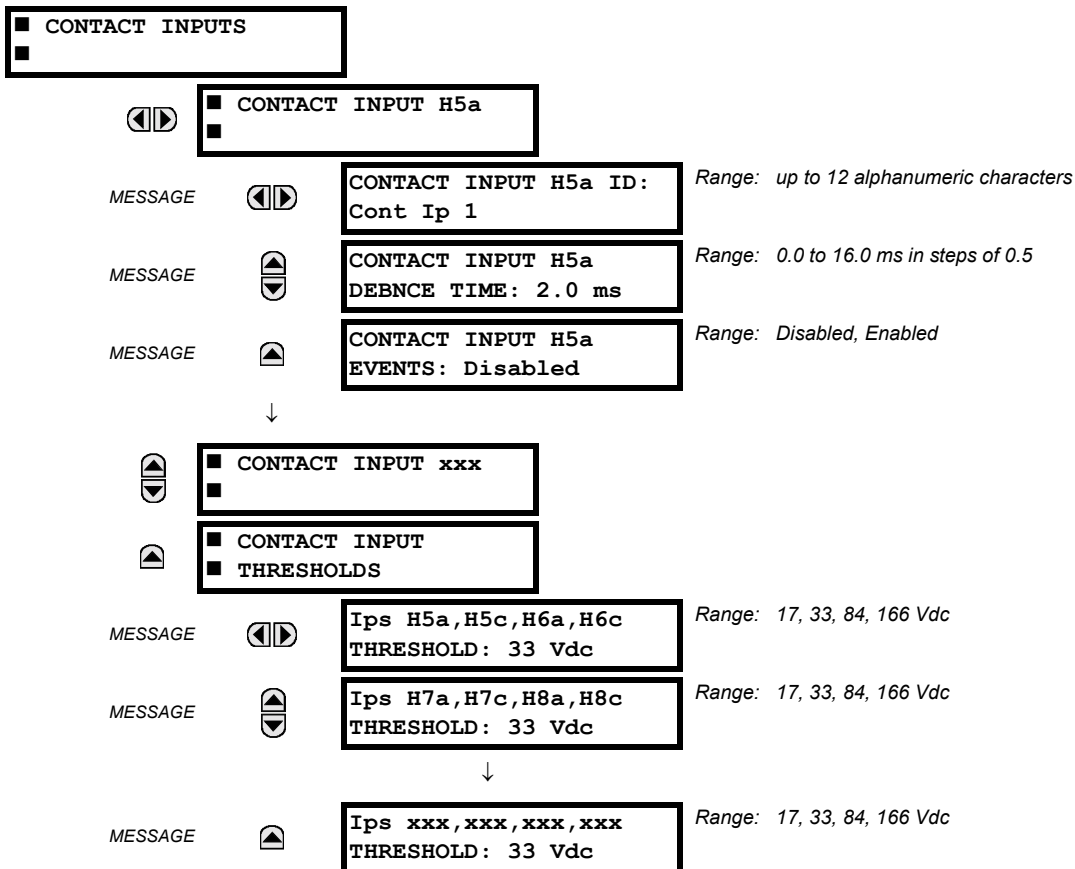 ■ CONTACT INPUTS
■
■ CONTACT INPUT H5a
■
MESSAGE
CONTACT INPUT H5a ID:
Cont Ip 1
Range: up to 12 alphanumeric characters
MESSAGE
CONTACT INPUT H5a
DEBNCE TIME: 2.0 ms
Range: 0.0 to 16.0 ms in steps of 0.5
MESSAGE
CONTACT INPUT H5a
EVENTS: Disabled
Range: Disabled, Enabled
↓
■ CONTACT INPUT xxx
■
■ CONTACT INPUT
■ THRESHOLDS
MESSAGE
Ips H5a,H5c,H6a,H6c
THRESHOLD: 33 Vdc
Range: 17, 33, 84, 166 Vdc
MESSAGE
Ips H7a,H7c,H8a,H8c
THRESHOLD: 33 Vdc
Range: 17, 33, 84, 166 Vdc
↓
MESSAGE
Ips xxx,xxx,xxx,xxx
THRESHOLD: 33 Vdc
Range: 17, 33, 84, 166 Vdc